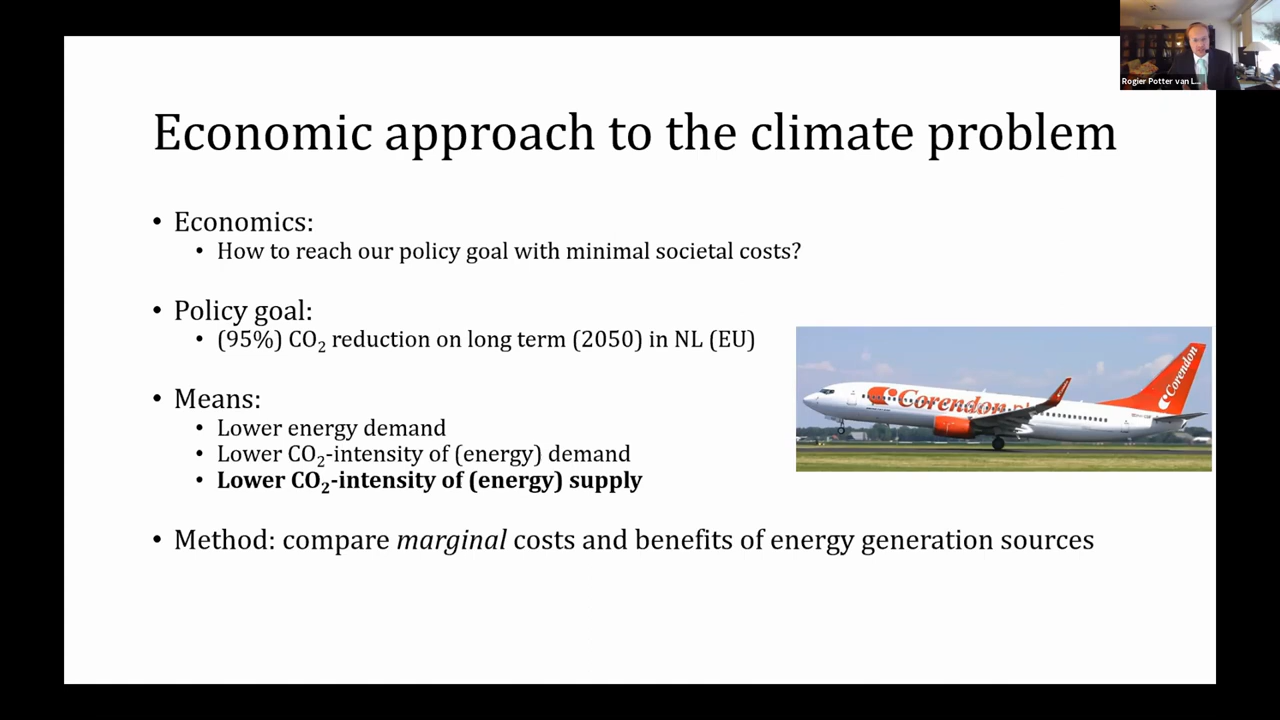 Rogier Potter van L...
Economic approach to the climate problem
• Economics:
• How to reach our policy goal with minimal societal costs?
• Policy goal:
• (95%) CO₂ reduction on long term (2050) in NL (EU)
• Means:
• Lower energy demand
• Lower CO₂-intensity of (energy) demand
• Lower CO₂-intensity of (energy) supply
• Method: compare marginal costs and benefits of energy generation sources
Corendon
Corendon